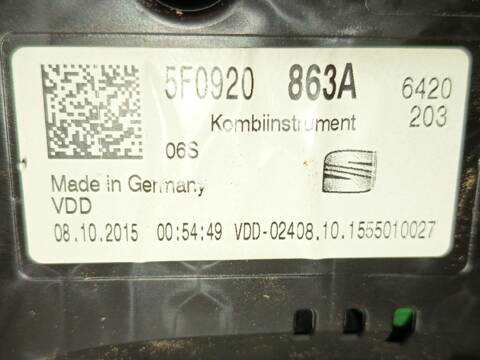 5F0920 863A 6420
Kombiinstrument 203
06S
Made in Germany
VDD
08.10.2015 00:54:49 VDD-02408.10.1555010027